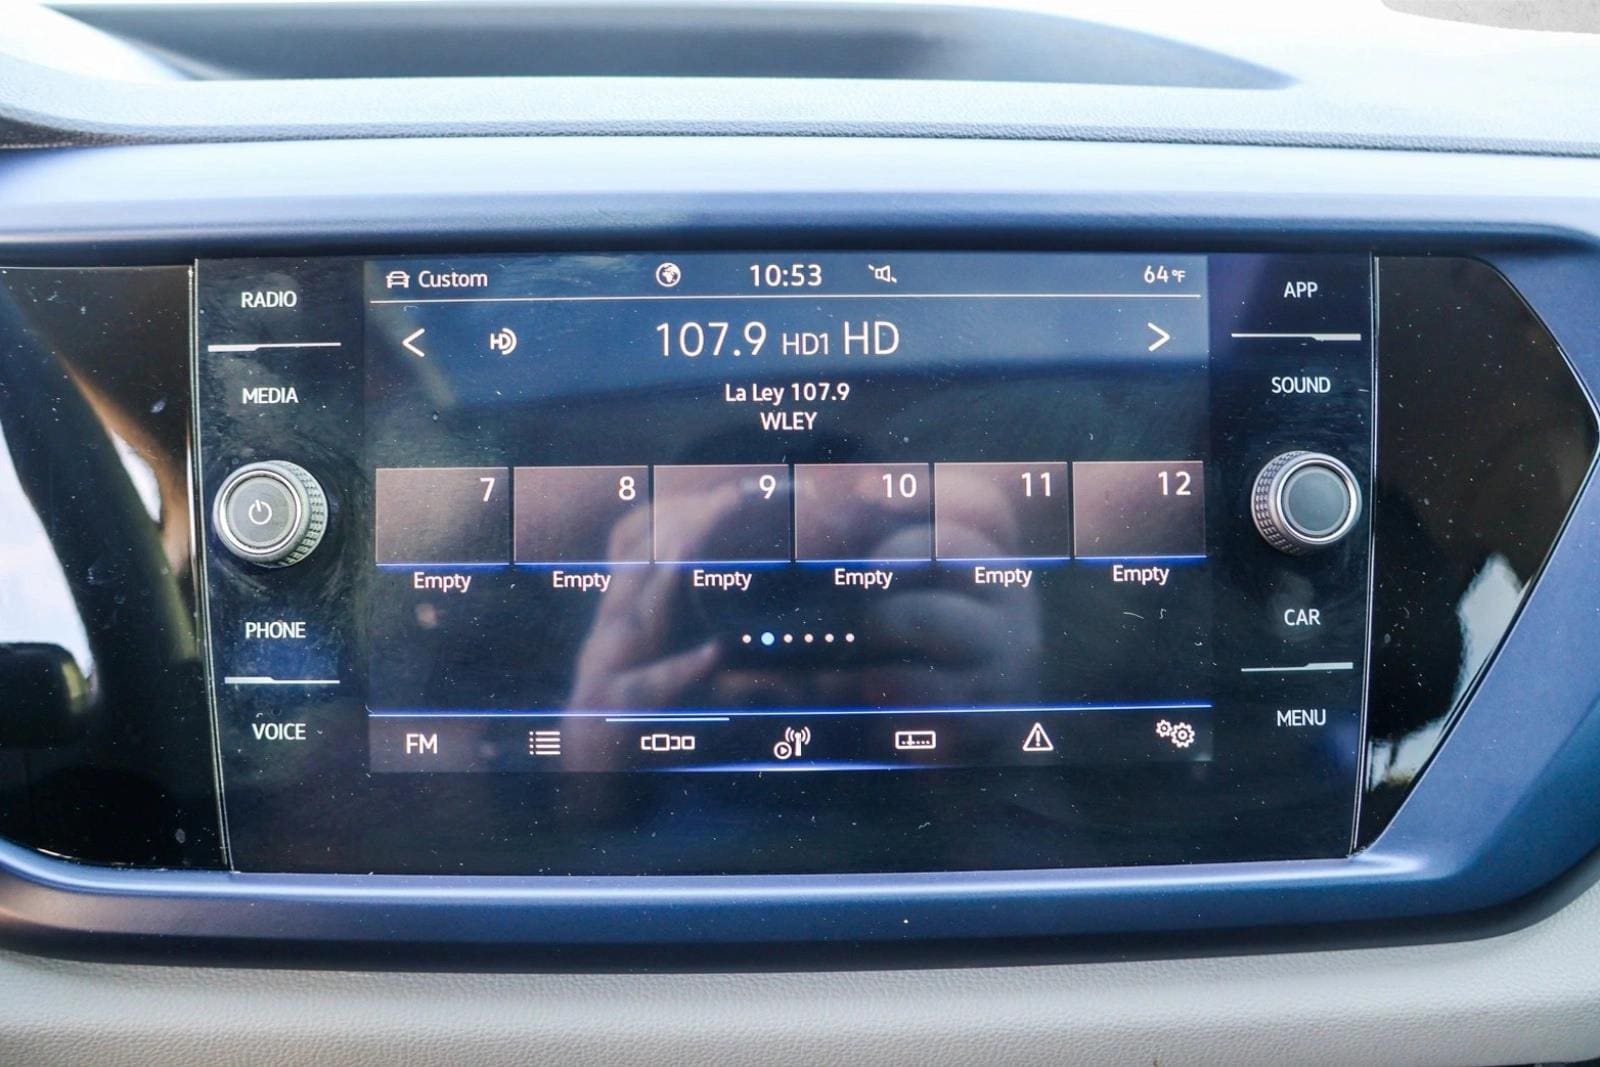 RADIO
MEDIA
PHONE
VOICE
Custom
10:53
64°F
HD
107.9 HD1 HD
La Ley 107.9
WLEY
7 8 9 10 11 12
Empty Empty Empty Empty Empty Empty
FM
APP
SOUND
CAR
MENU